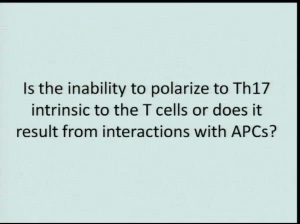 Is the inability to polarize to Th17
intrinsic to the T cells or does it
result from interactions with APCs?